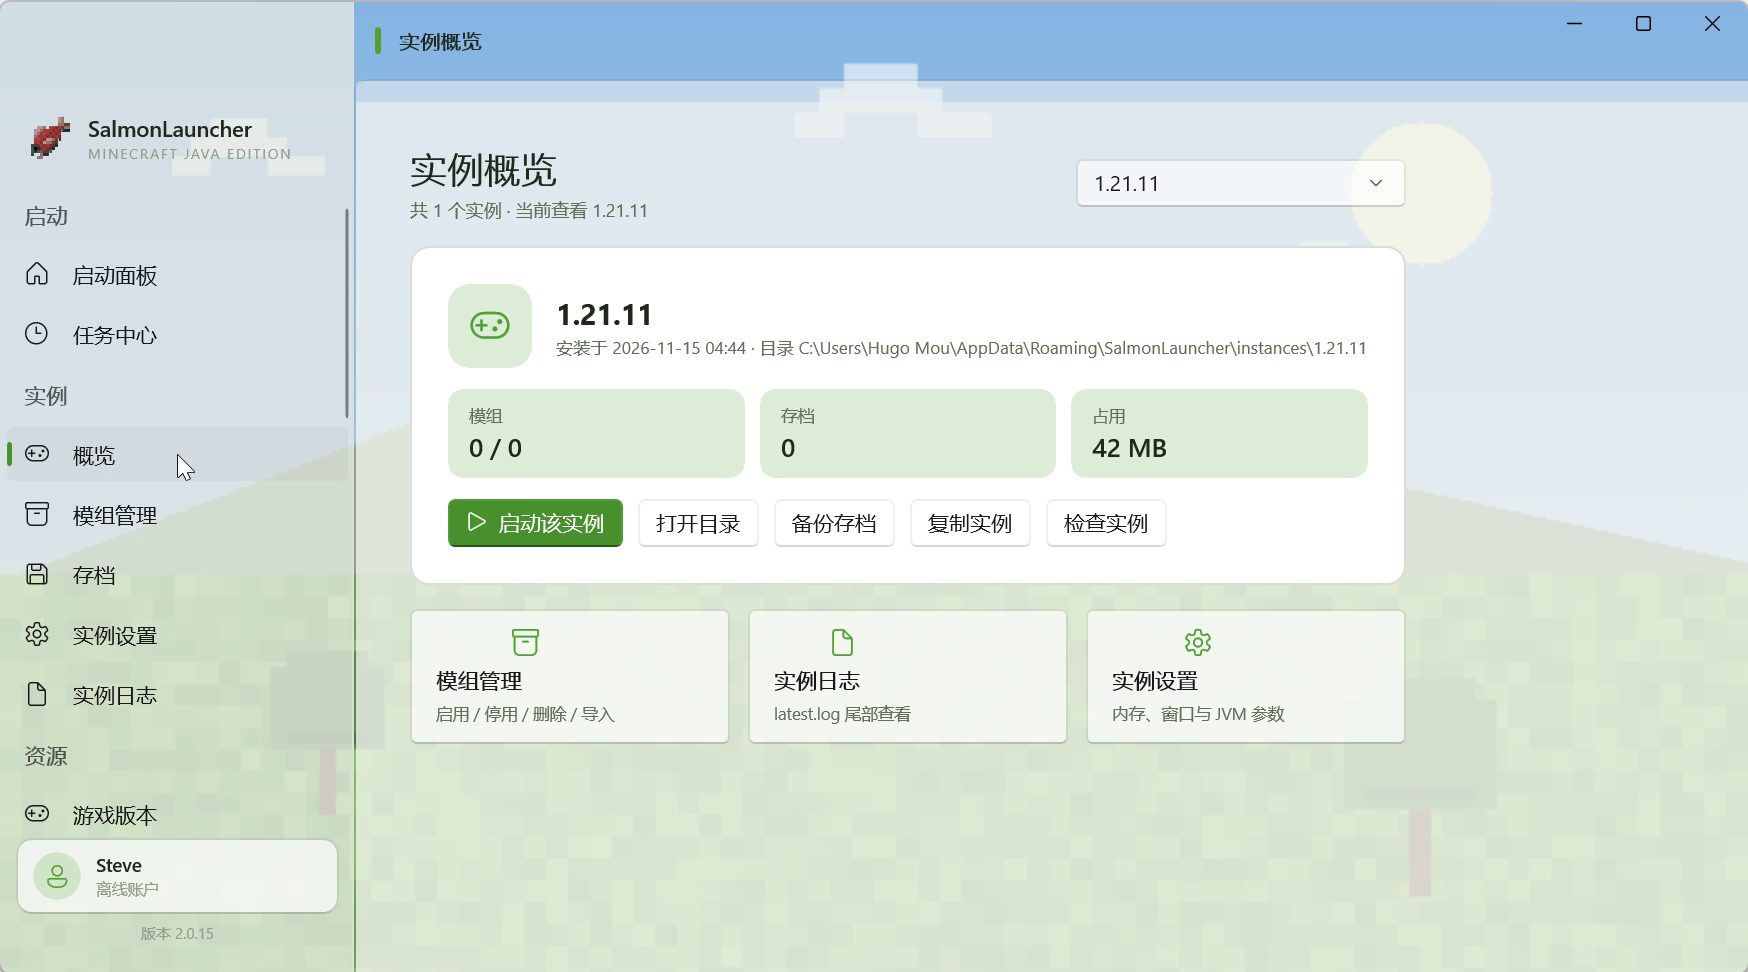 实例概览
SalmonLauncher
MINECRAFT JAVA EDITION
启动
启动面板
任务中心
实例
概览
模组管理
存档
实例设置
实例日志
资源
游戏版本
Steve
离线账户
版本 2.0.15
实例概览
共 1 个实例 · 当前查看 1.21.11
1.21.11
1.21.11
安装于 2026-11-15 04:44 · 目录 C:\Users\Hugo Mou\AppData\Roaming\SalmonLauncher\instances\1.21.11
模组
0 / 0
存档
0
占用
42 MB
启动该实例
打开目录
备份存档
复制实例
检查实例
模组管理
启用 / 停用 / 删除 / 导入
实例日志
latest.log 尾部查看
实例设置
内存、窗口与 JVM 参数